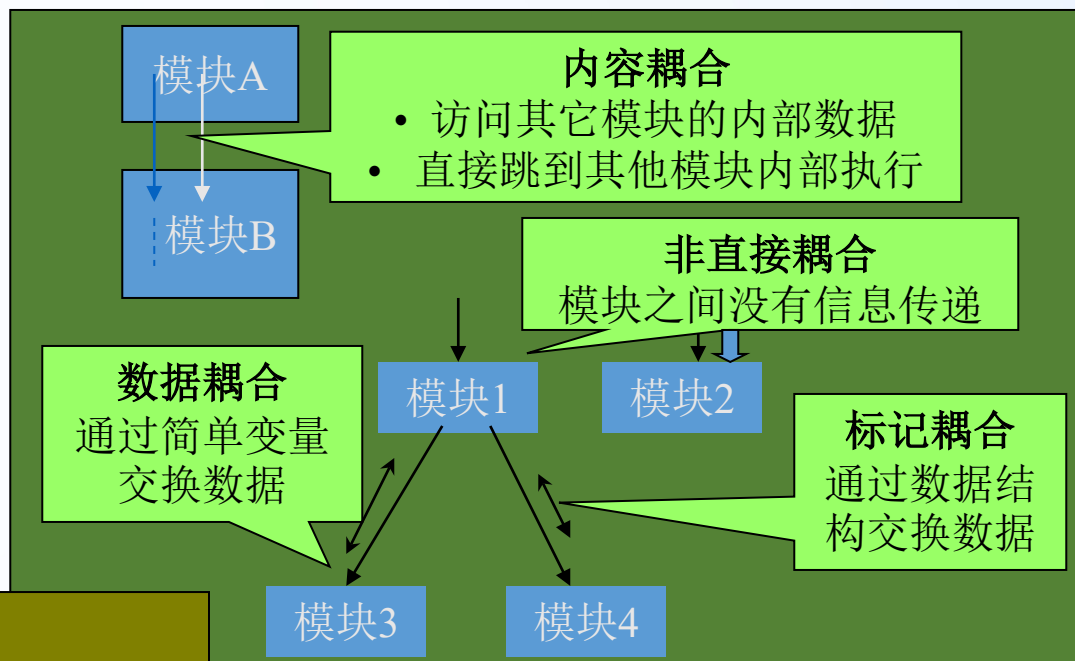 模块A
内容耦合
• 访问其它模块的内部数据
• 直接跳到其他模块内部执行
模块B
非直接耦合
模块之间没有信息传递
数据耦合
通过简单变量
交换数据
模块1
模块2
标记耦合
通过数据结
构交换数据
模块3
模块4